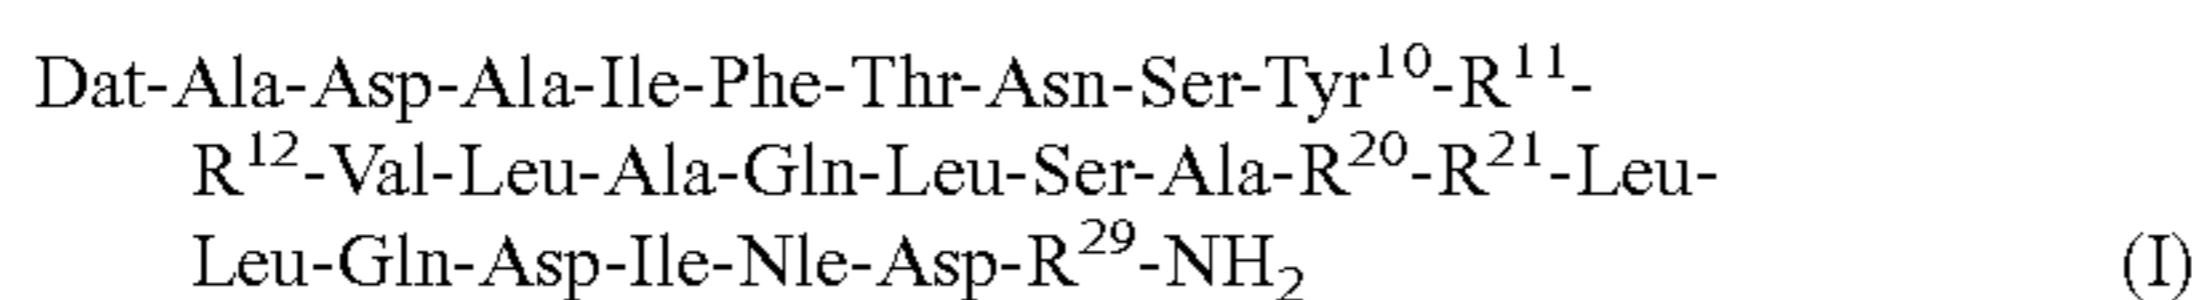 Dat-Ala-Asp-Ala-Ile-Phe-Thr-Asn-Ser-Tyr¹⁰-R¹¹-
R¹²-Val-Leu-Ala-Gln-Leu-Ser-Ala-R²⁰-R²¹-Leu-
Leu-Gln-Asp-Ile-Nle-Asp-R²⁹-NH₂ (I)